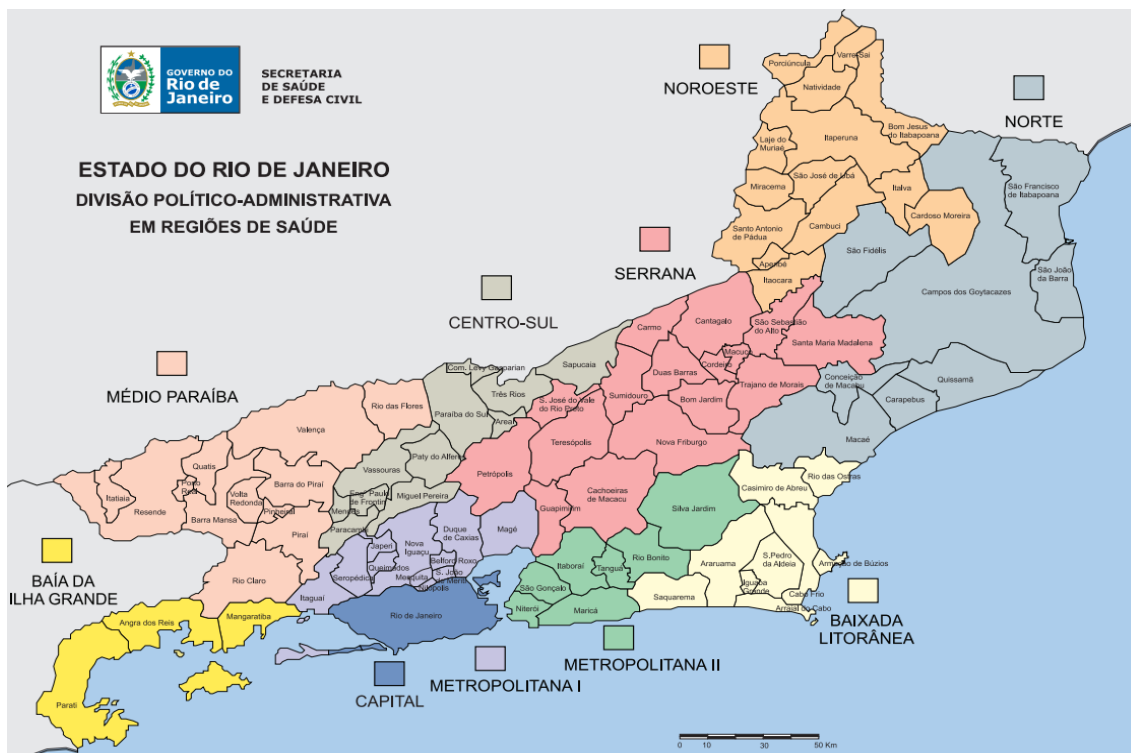 GOVERNO DO
Rio de
Janeiro
SECRETARIA
DE SAÚDE
E DEFESA CIVIL
ESTADO DO RIO DE JANEIRO
DIVISÃO POLÍTICO-ADMINISTRATIVA
EM REGIÕES DE SAÚDE
NOROESTE
NORTE
SERRANA
CENTRO-SUL
MÉDIO PARAÍBA
BAÍA DA
ILHA GRANDE
CAPITAL
METROPOLITANA I
METROPOLITANA II
BAIXADA
LITORÂNEA
Porciúncula
Varre-Sai
Natividade
Bom Jesus
do Itabapoana
Itaperuna
Laje do
Muriaé
São José de Ubá
Miracema
Italva
Cardoso Moreira
Santo Antonio
de Pádua
Cambuci
Aperibé
Itaocara
São Francisco
de Itabapoana
São Fidélis
São João
da Barra
Campos dos Goytacazes
Conceição
de Macabu
Quissamã
Carapebus
Macaé
Carmo
Cantagalo
São Sebastião
do Alto
Santa Maria Madalena
Macuco
Cordeiro
Duas Barras
Trajano de Morais
Sumidouro
Bom Jardim
S. José do Vale
do Rio Preto
Teresópolis
Nova Friburgo
Petrópolis
Cachoeiras
de Macacu
Guapimirim
Sapucaia
Com. Levy Gasparian
Três Rios
Paraíba do Sul
Areal
Paty do Alferes
Vassouras
Miguel Pereira
Eng. Paulo
de Frontin
Mendes
Paracambi
Rio das Flores
Valença
Quatis
Porto
Real
Itatiaia
Resende
Barra Mansa
Volta
Redonda
Barra do Piraí
Pinheiral
Piraí
Rio Claro
Angra dos Reis
Mangaratiba
Parati
Itaguaí
Seropédica
Japeri
Queimados
Nova
Iguaçu
Duque
de Caxias
Belford Roxo
Mesquita
S. João
de Meriti
Nilópolis
Magé
Rio de Janeiro
Itaboraí
Tanguá
Rio Bonito
Silva Jardim
São Gonçalo
Niterói
Maricá
Casimiro de Abreu
Rio das Ostras
Araruama
S.Pedro
da Aldeia
Armação de Búzios
Iguaba
Grande
Cabo Frio
Arraial do Cabo
Saquarema
0 10 20 30 50 Km